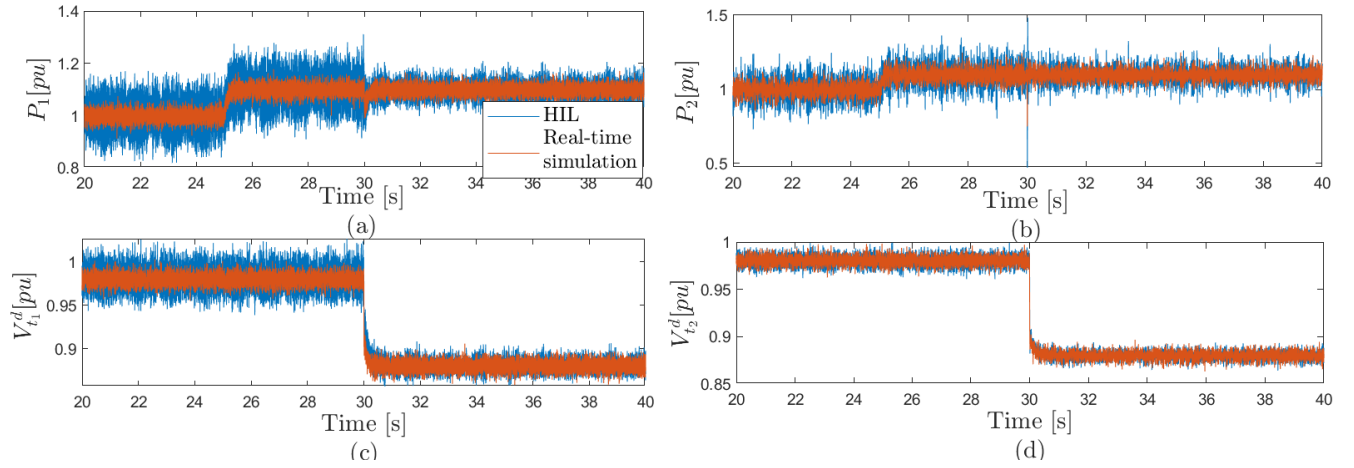 1.4
1.2
1
0.8
P1[pu]
20 22 24 26 28 30 32 34 36 38 40
Time [s]
(a)
HIL
Real-time
simulation
1.5
1
0.5
P2[pu]
20 22 24 26 28 30 32 34 36 38 40
Time [s]
(b)
1
0.95
0.9
V^d_{t_1}[pu]
20 22 24 26 28 30 32 34 36 38 40
Time [s]
(c)
1
0.95
0.9
0.85
V^d_{t_2}[pu]
20 22 24 26 28 30 32 34 36 38 40
Time [s]
(d)